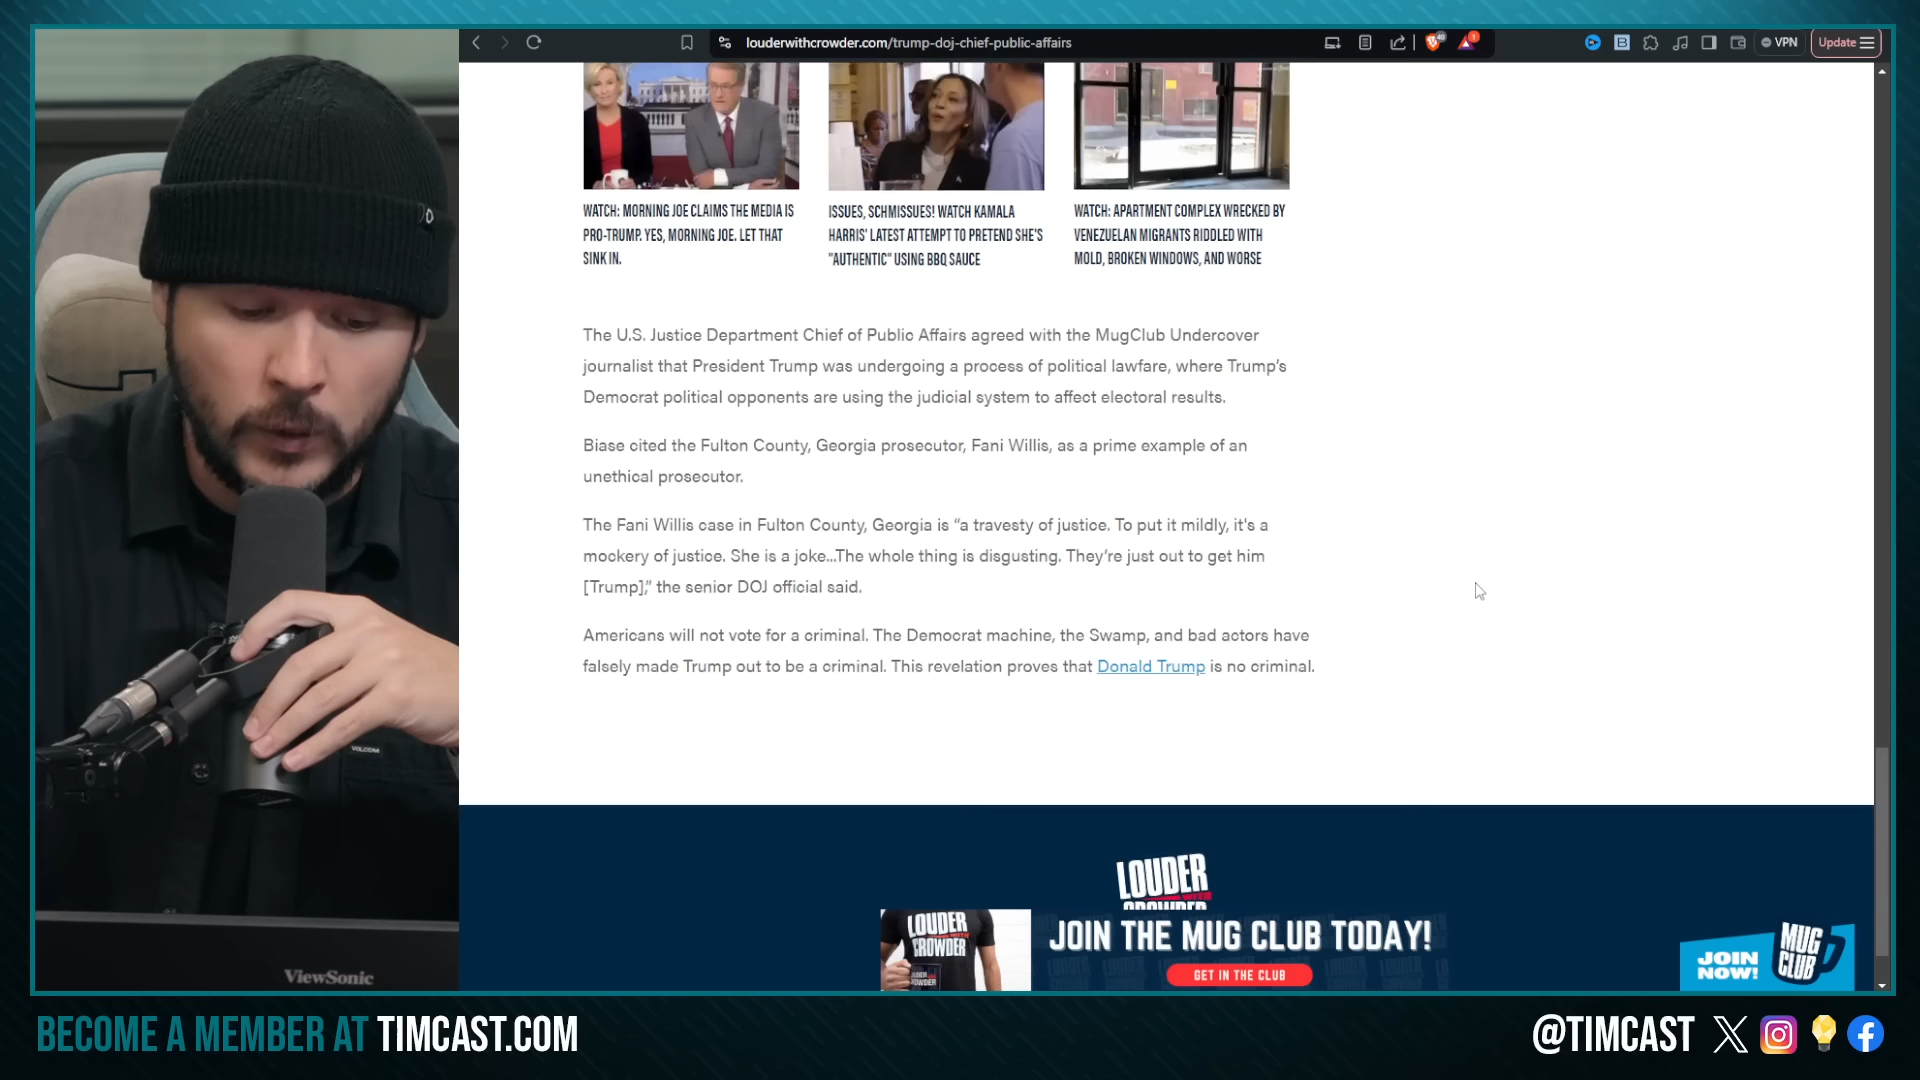 louderwithcrowder.com/trump-doj-chief-public-affairs
VPN
Update
WATCH: MORNING JOE CLAIMS THE MEDIA IS
PRO-TRUMP. YES, MORNING JOE. LET THAT
SINK IN.
ISSUES, SCHMISSUES! WATCH KAMALA
HARRIS' LATEST ATTEMPT TO PRETEND SHE'S
"AUTHENTIC" USING BBQ SAUCE
WATCH: APARTMENT COMPLEX WRECKED BY
VENEZUELAN MIGRANTS RIDDLED WITH
MOLD, BROKEN WINDOWS, AND WORSE
The U.S. Justice Department Chief of Public Affairs agreed with the MugClub Undercover
journalist that President Trump was undergoing a process of political lawfare, where Trump’s
Democrat political opponents are using the judicial system to affect electoral results.
Biase cited the Fulton County, Georgia prosecutor, Fani Willis, as a prime example of an
unethical prosecutor.
The Fani Willis case in Fulton County, Georgia is “a travesty of justice. To put it mildly, it's a
mockery of justice. She is a joke...The whole thing is disgusting. They’re just out to get him
[Trump],” the senior DOJ official said.
Americans will not vote for a criminal. The Democrat machine, the Swamp, and bad actors have
falsely made Trump out to be a criminal. This revelation proves that Donald Trump is no criminal.
VOLCOM
ViewSonic
LOUDER
CROWDER
LOUDER
CROWDER
JOIN THE MUG CLUB TODAY!
GET IN THE CLUB
JOIN
NOW!
MUG
CLUB
BECOME A MEMBER AT TIMCAST.COM
@TIMCAST